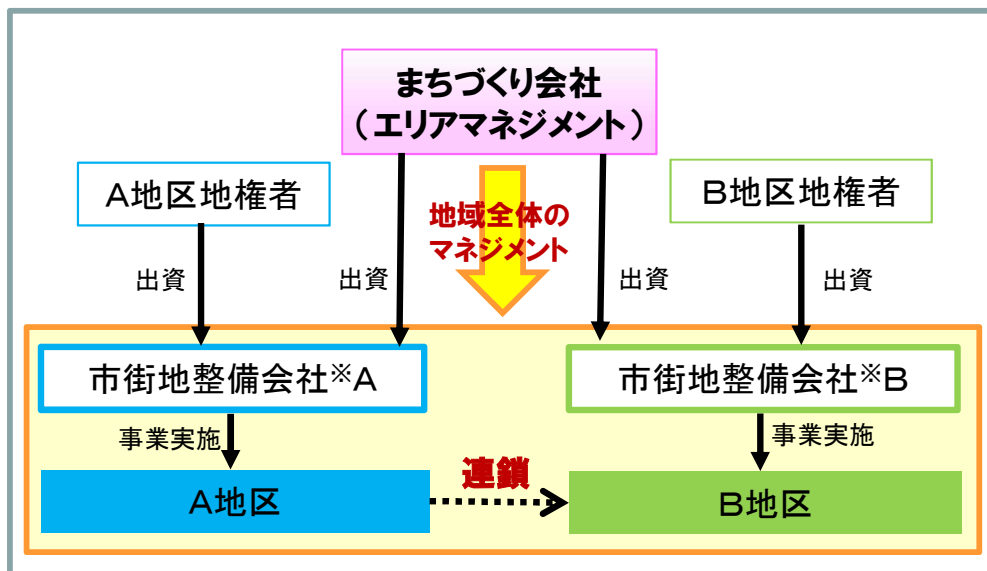 まちづくり会社
（エリアマネジメント）
A地区地権者
B地区地権者
地域全体の
マネジメント
出資
出資
出資
出資
市街地整備会社※A
市街地整備会社※B
事業実施
事業実施
連鎖
A地区
B地区